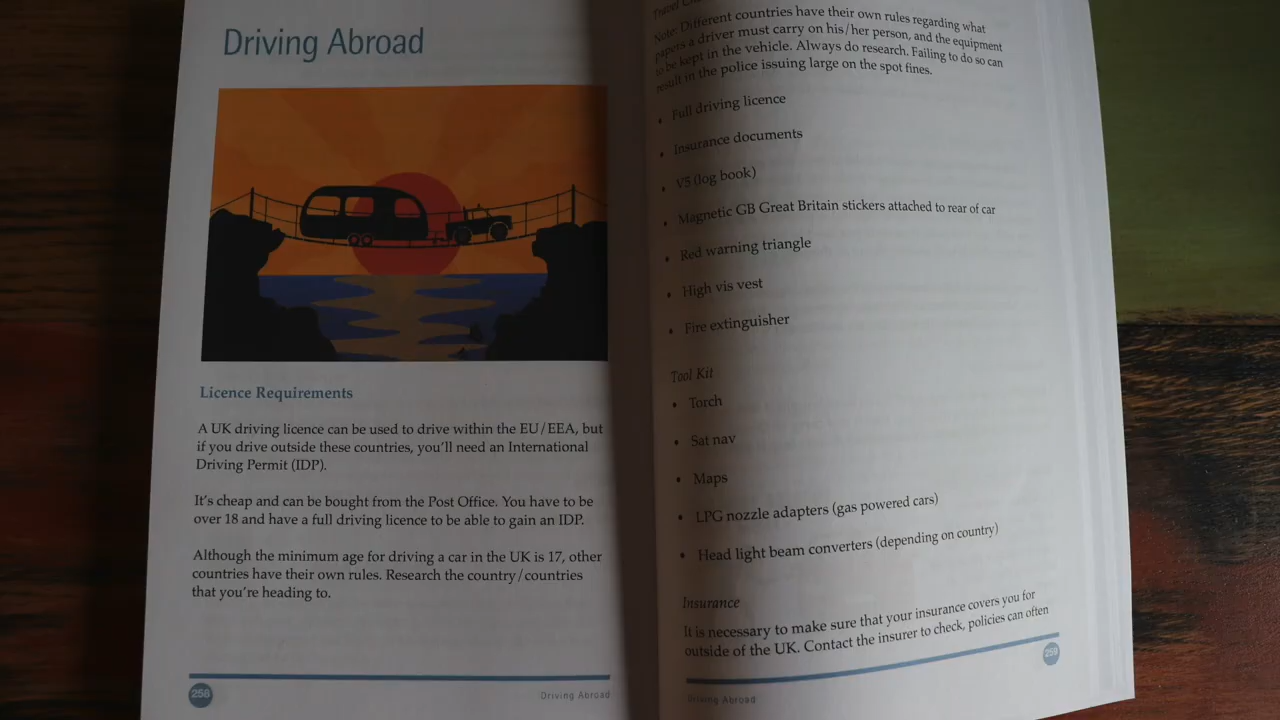 Driving Abroad
Licence Requirements
A UK driving licence can be used to drive within the EU/EEA, but
if you drive outside these countries, you'll need an International
Driving Permit (IDP).
It's cheap and can be bought from the Post Office. You have to be
over 18 and have a full driving licence to be able to gain an IDP.
Although the minimum age for driving a car in the UK is 17, other
countries have their own rules. Research the country/countries
that you're heading to.
258
Driving Abroad
Travel
Note: Different countries have their own rules regarding what
papers a driver must carry on his/her person, and the equipment
to be kept in the vehicle. Always do research. Failing to do so can
result in the police issuing large on the spot fines.
• Full driving licence
• Insurance documents
• V5 (log book)
• Magnetic GB Great Britain stickers attached to rear of car
• Red warning triangle
• High vis vest
• Fire extinguisher
Tool Kit
• Torch
• Sat nav
• Maps
• LPG nozzle adapters (gas powered cars)
• Head light beam converters (depending on country)
Insurance
It is necessary to make sure that your insurance covers you for
outside of the UK. Contact the insurer to check, policies can often
259
Driving Abroad